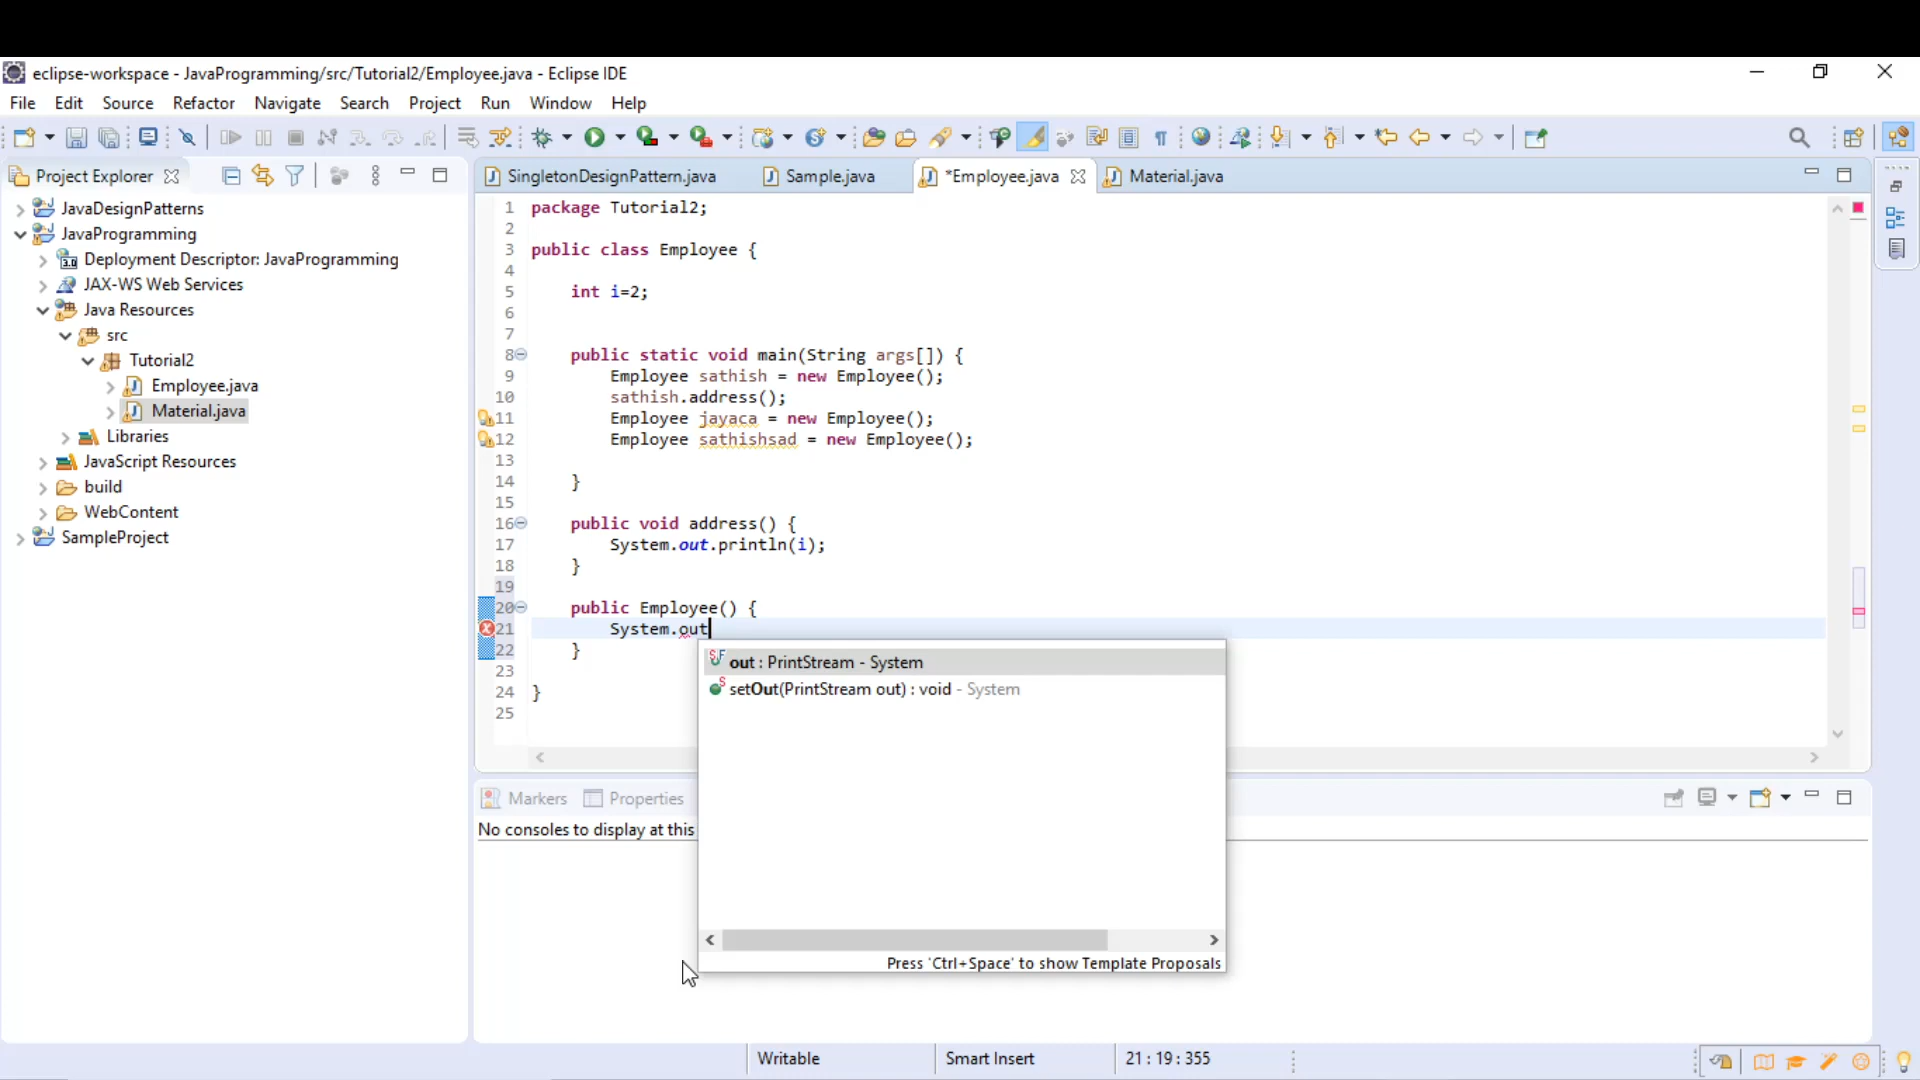 eclipse-workspace - JavaProgramming/src/Tutorial2/Employee.java - Eclipse IDE
File Edit Source Refactor Navigate Search Project Run Window Help
Project Explorer
JavaDesignPatterns
JavaProgramming
Deployment Descriptor: JavaProgramming
JAX-WS Web Services
Java Resources
src
Tutorial2
Employee.java
Material.java
Libraries
JavaScript Resources
build
WebContent
SampleProject
SingletonDesignPattern.java Sample.java *Employee.java Material.java
1 package Tutorial2;
2
3 public class Employee {
4
5 int i=2;
6
7
8 public static void main(String args[]) {
9 Employee sathish = new Employee();
10 sathish.address();
11 Employee jayaca = new Employee();
12 Employee sathishsad = new Employee();
13
14 }
15
16 public void address() {
17 System.out.println(i);
18 }
19
20 public Employee() {
21 System.out
22 }
23
24 }
25
out : PrintStream - System
setOut(PrintStream out) : void - System
Press 'Ctrl+Space' to show Template Proposals
Markers Properties
No consoles to display at this
Writable Smart Insert 21 : 19 : 355